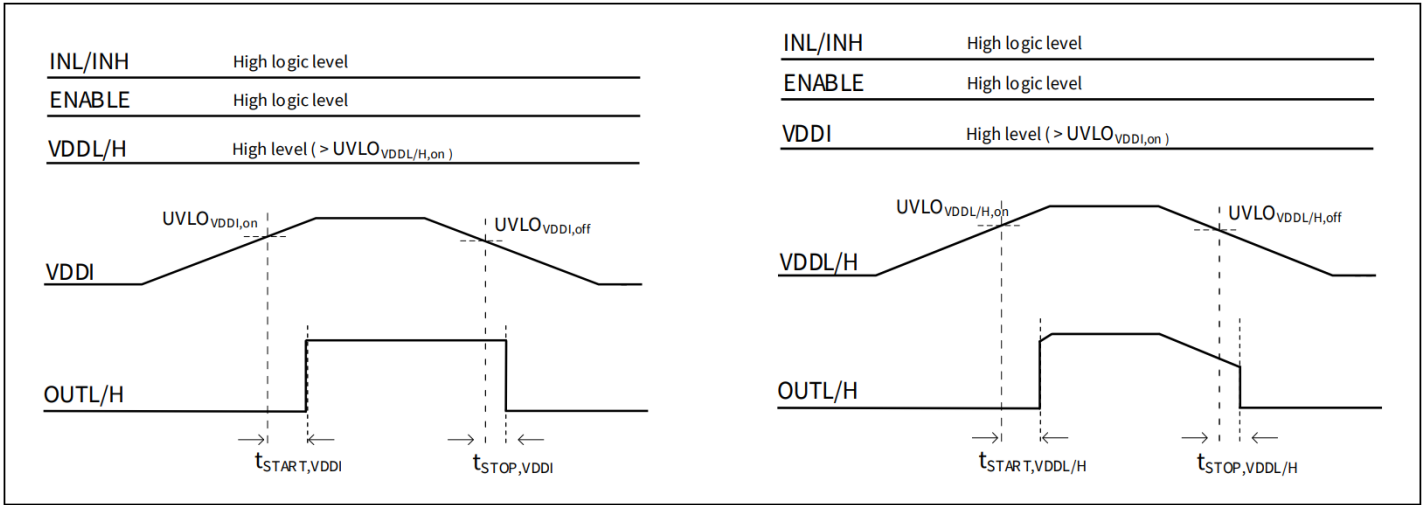 INL/INH High logic level
ENABLE High logic level
VDDL/H High level ( > UVLOVDDL/H,on )
UVLOVDDI,on UVLOVDDI,off
VDDI
OUTL/H
tSTART,VDDI tSTOP,VDDI
INL/INH High logic level
ENABLE High logic level
VDDI High level ( > UVLOVDDI,on )
UVLOVDDL/H,on UVLOVDDL/H,off
VDDL/H
OUTL/H
tSTART,VDDL/H tSTOP,VDDL/H